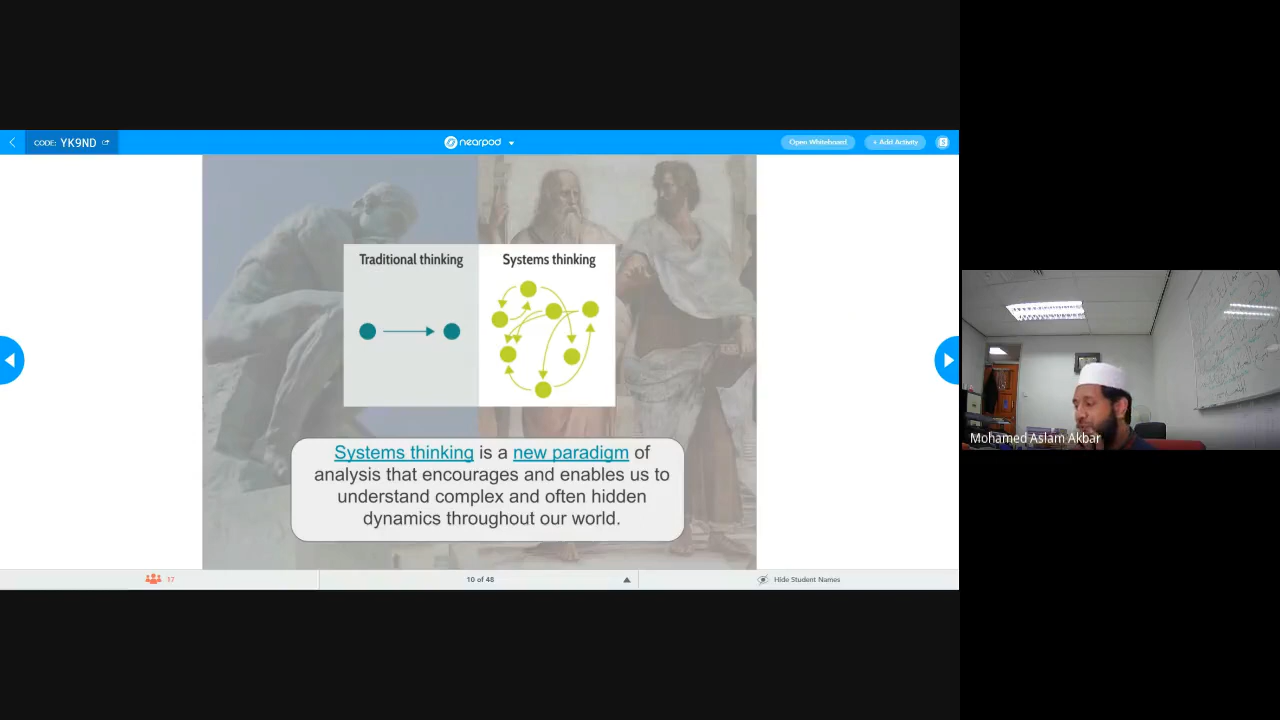 CODE: YK9ND
nearpod
Open Whiteboard
+ Add Activity
Traditional thinking
Systems thinking
Systems thinking is a new paradigm of
analysis that encourages and enables us to
understand complex and often hidden
dynamics throughout our world.
17
10 of 48
Hide Student Names
Mohamed Aslam Akbar